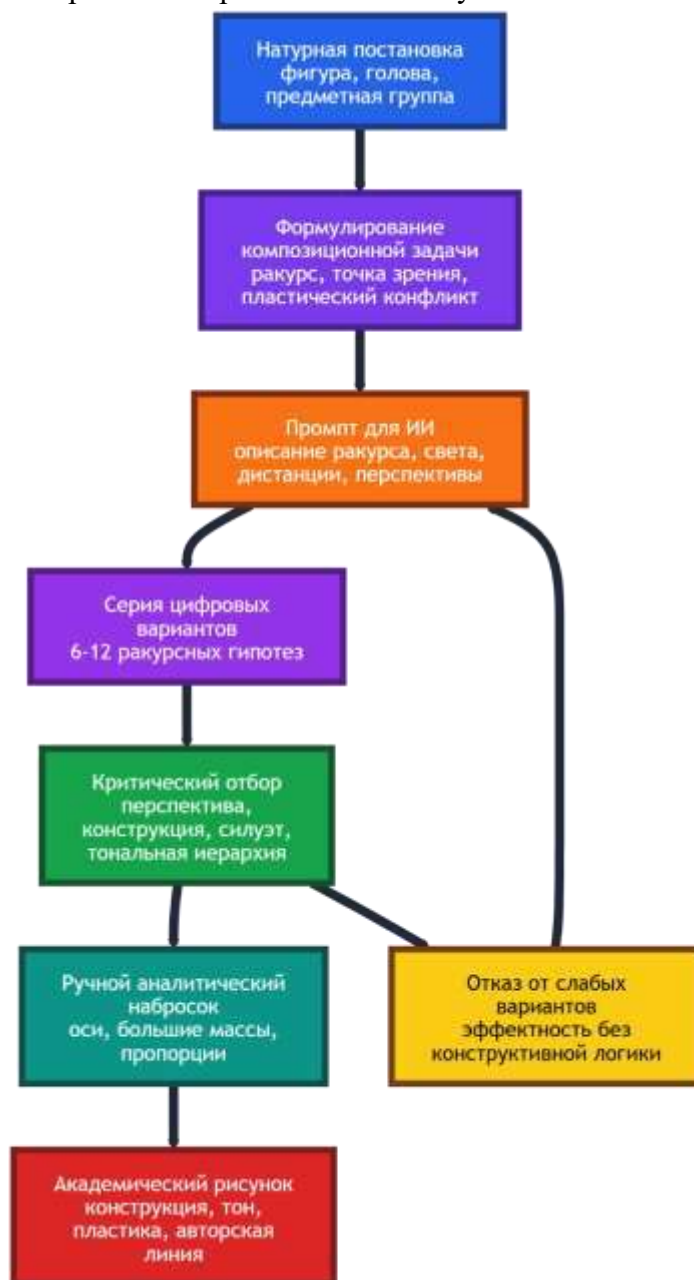 Натурная постановка
фигура, голова,
предметная группа
Формулирование
композиционной задачи
ракурс, точка зрения,
пластический конфликт
Промпт для ИИ
описание ракурса, света,
дистанции, перспективы
Серия цифровых
вариантов
6-12 ракурсных гипотез
Критический отбор
перспектива,
конструкция, силуэт,
тональная иерархия
Ручной аналитический
набросок
оси, большие массы,
пропорции
Отказ от слабых
вариантов
эффектность без
конструктивной логики
Академический рисунок
конструкция, тон,
пластика, авторская
линия